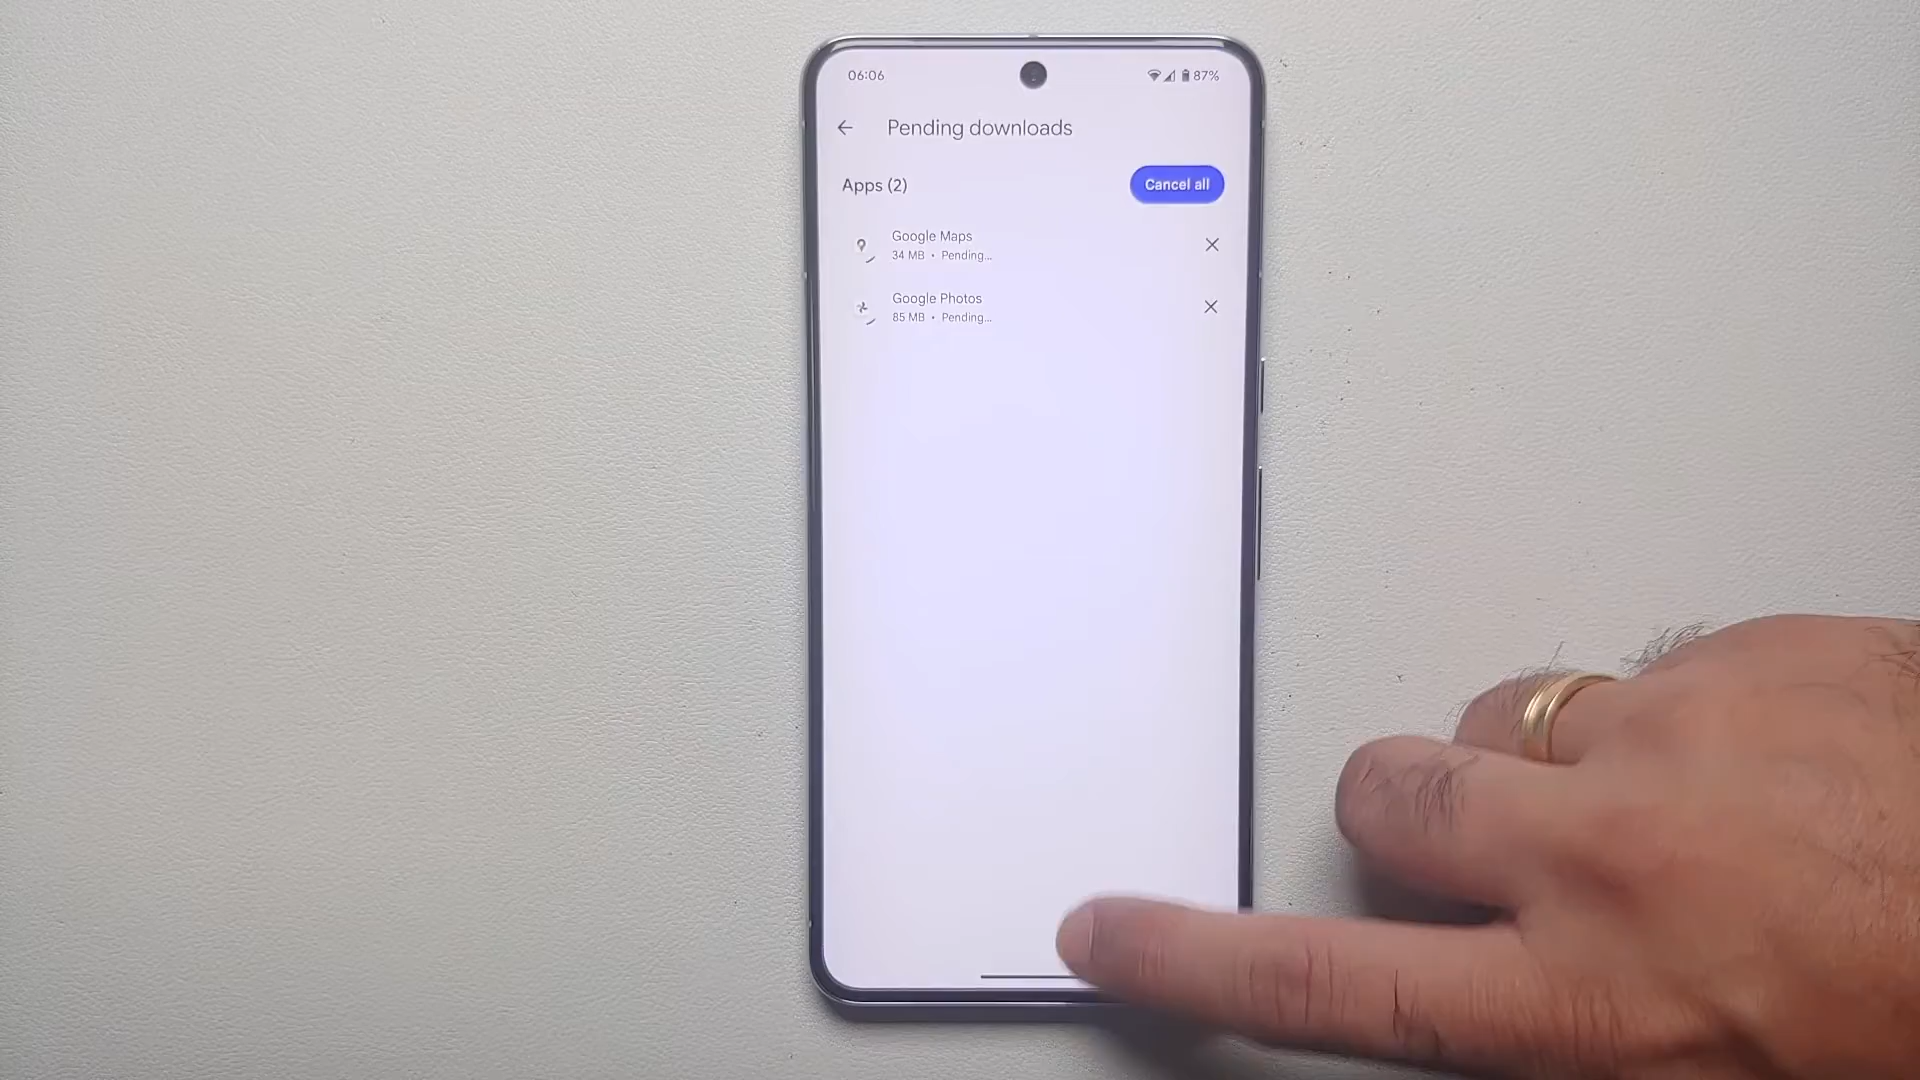 06:06
87%
Pending downloads
Apps (2)
Cancel all
Google Maps
34 MB • Pending...
Google Photos
85 MB • Pending...